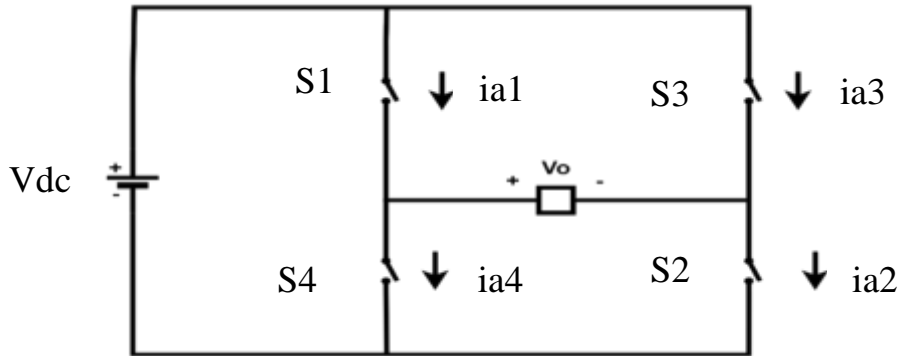 S1
ia1
S3
ia3
Vdc
+
-
+
Vo
-
S4
ia4
S2
ia2